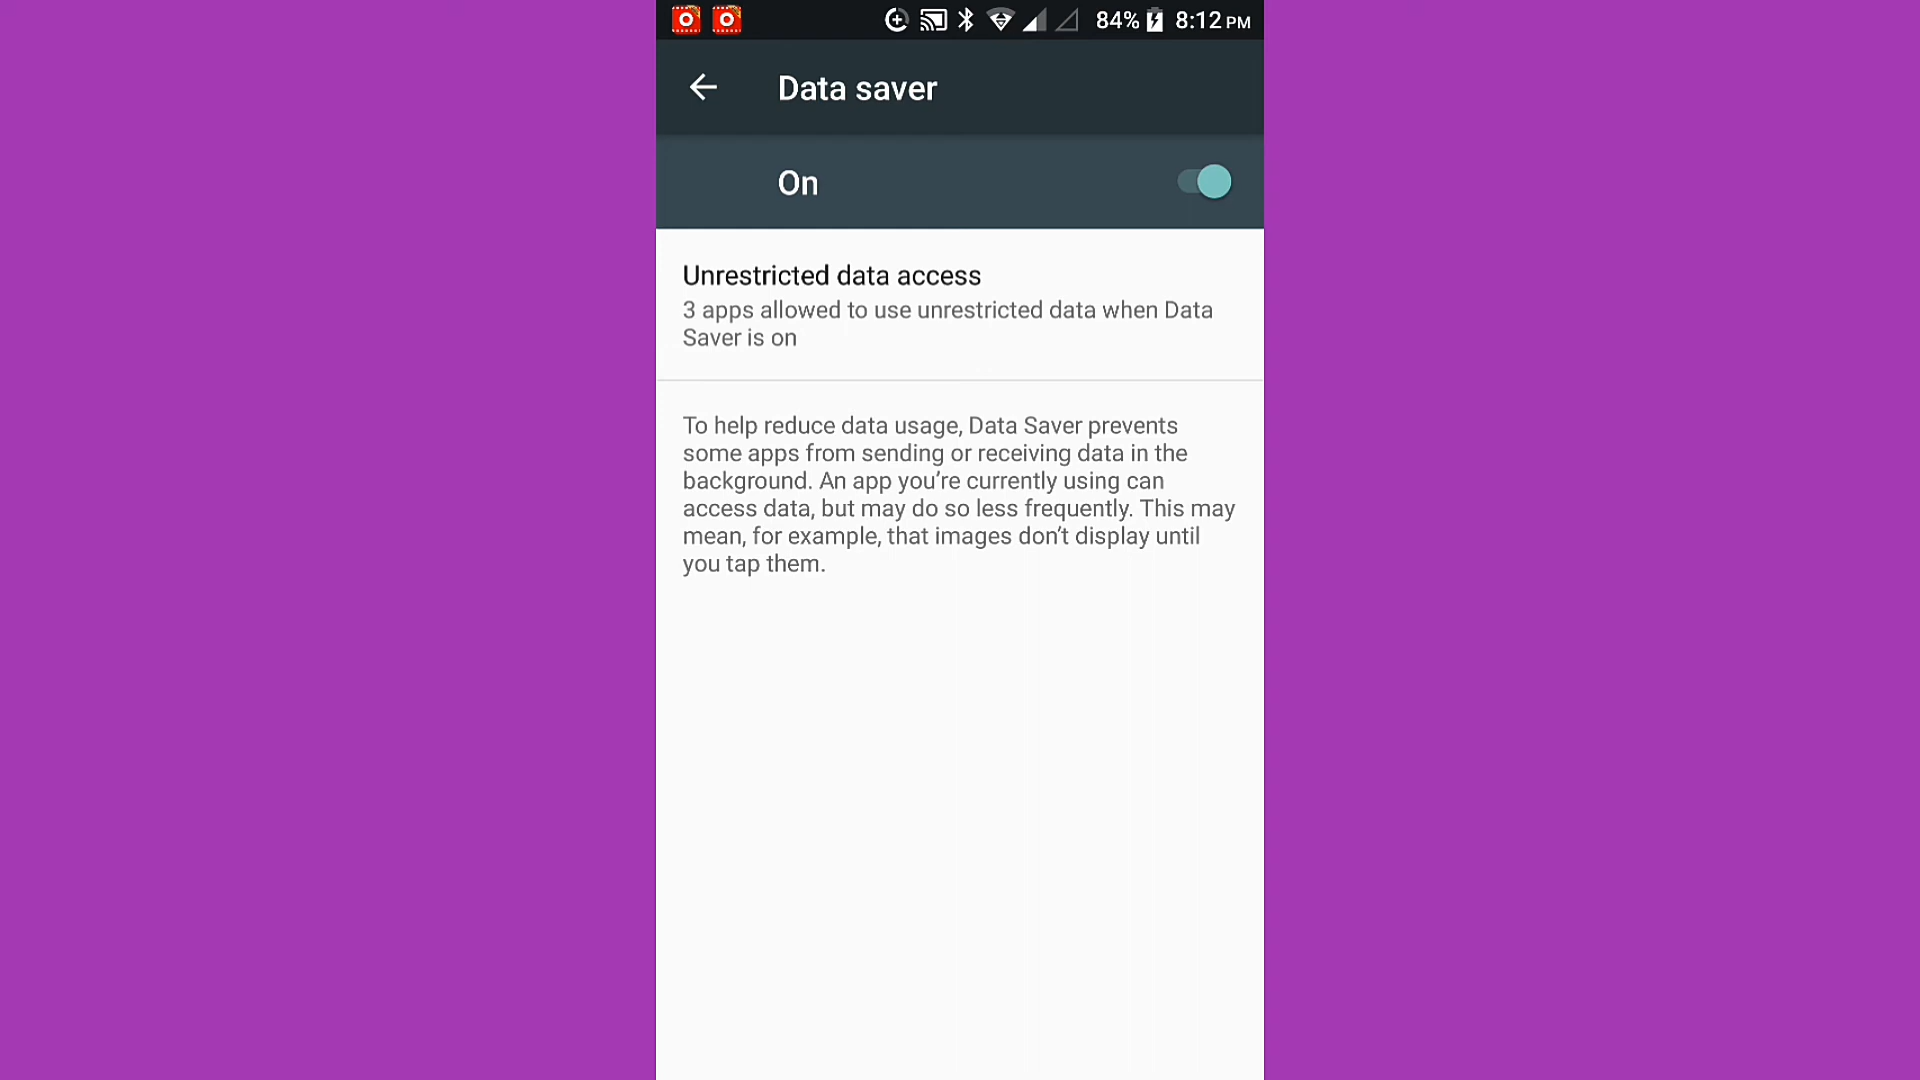 84% 8:12 PM
Data saver
On
Unrestricted data access
3 apps allowed to use unrestricted data when Data
Saver is on
To help reduce data usage, Data Saver prevents
some apps from sending or receiving data in the
background. An app you’re currently using can
access data, but may do so less frequently. This may
mean, for example, that images don’t display until
you tap them.